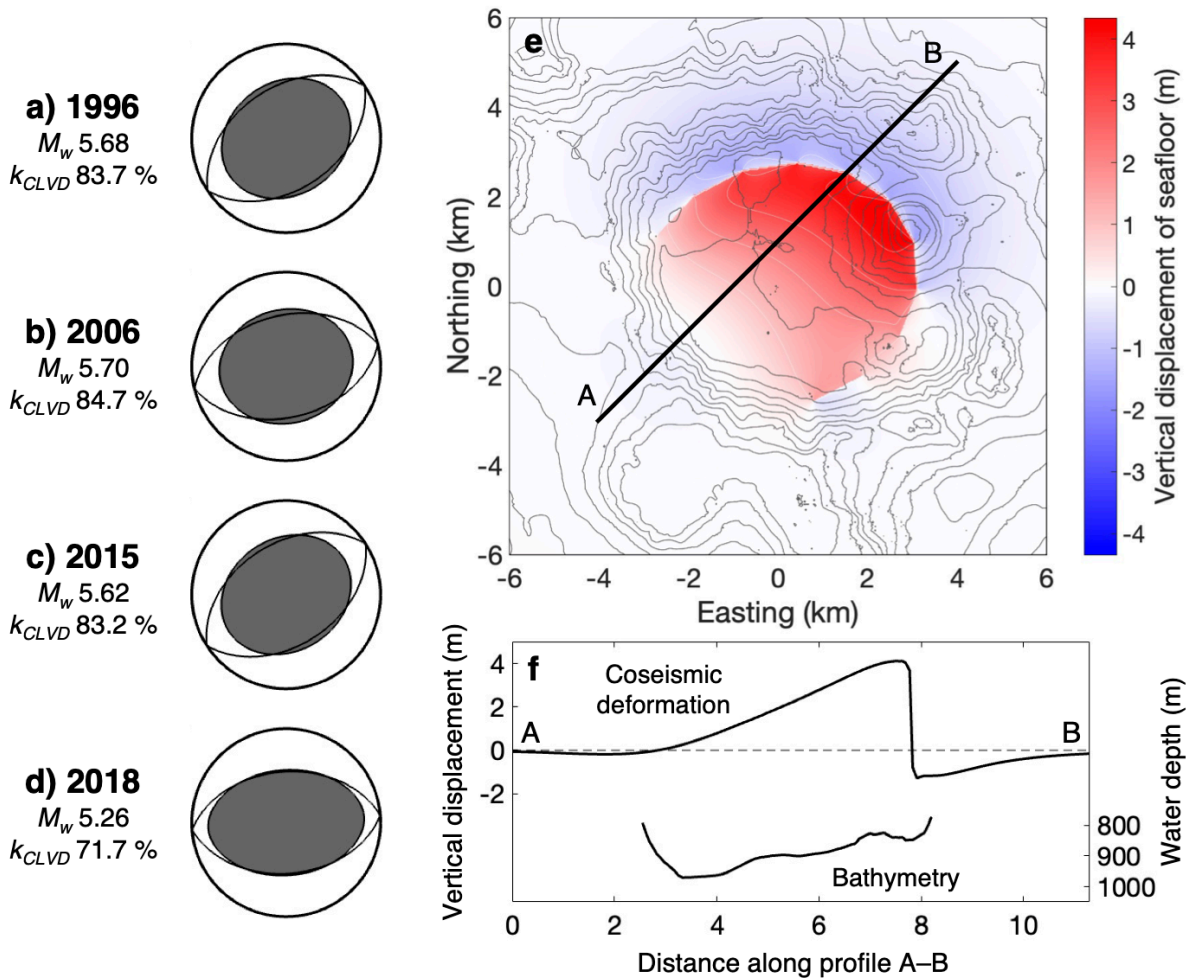 a) 1996
Mw 5.68
kCLVD 83.7 %
b) 2006
Mw 5.70
kCLVD 84.7 %
c) 2015
Mw 5.62
kCLVD 83.2 %
d) 2018
Mw 5.26
kCLVD 71.7 %
e
A
B
6
4
2
0
-2
-4
-6
Northing (km)
-6
-4
-2
0
2
4
6
Easting (km)
4
3
2
1
0
-1
-2
-3
-4
Vertical displacement of seafloor (m)
f
Coseismic
deformation
A
B
4
2
0
-2
Vertical displacement (m)
800
900
1000
Water depth (m)
Bathymetry
0
2
4
6
8
10
Distance along profile A–B